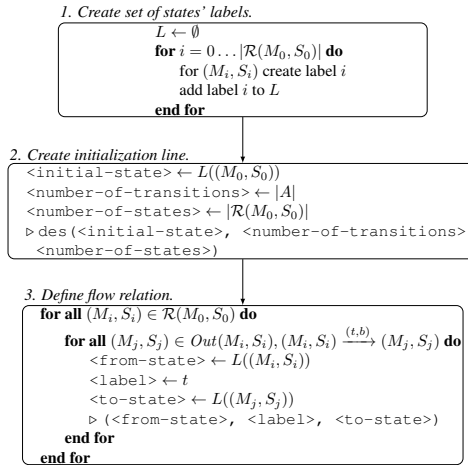 1. Create set of states' labels.
L ← ∅
for i = 0 … |R(M₀, S₀)| do
for (Mᵢ, Sᵢ) create label i
add label i to L
end for
2. Create initialization line.
<initial-state> ← L((M₀, S₀))
<number-of-transitions> ← |A|
<number-of-states> ← |R(M₀, S₀)|
▷ des(<initial-state>, <number-of-transitions>
<number-of-states>)
3. Define flow relation.
for all (Mᵢ, Sᵢ) ∈ R(M₀, S₀) do
for all (Mⱼ, Sⱼ) ∈ Out(Mᵢ, Sᵢ), (Mᵢ, Sᵢ) —(t,b)→ (Mⱼ, Sⱼ) do
<from-state> ← L((Mᵢ, Sᵢ))
<label> ← t
<to-state> ← L((Mⱼ, Sⱼ))
▷ (<from-state>, <label>, <to-state>)
end for
end for